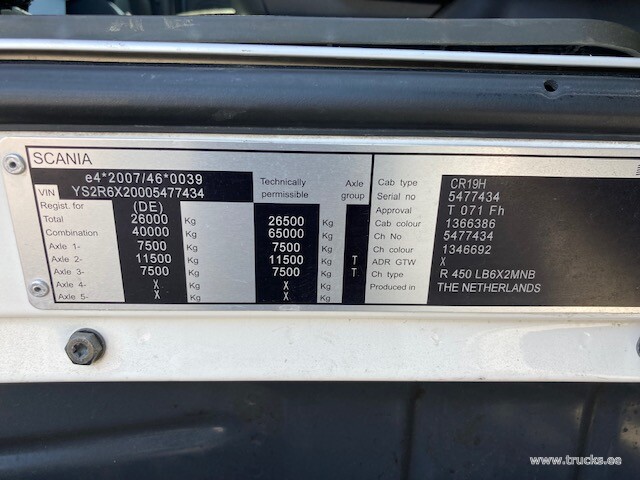 SCANIA
e4*2007/46*0039
VIN YS2R6X20005477434
Regist. for (DE) Technically permissible Axle group
Total 26000 Kg 26500 Kg
Combination 40000 Kg 65000 Kg
Axle 1- 7500 Kg 7500 Kg
Axle 2- 11500 Kg 11500 Kg T
Axle 3- 7500 Kg 7500 Kg T
Axle 4- X Kg X Kg
Axle 5- X Kg X Kg
Cab type CR19H
Serial no 5477434
Approval T 071 Fh
Cab colour 1366386
Ch No 5477434
Ch colour 1346692
ADR GTW X
Ch type R 450 LB6X2MNB
Produced in THE NETHERLANDS
www.trucks.ee